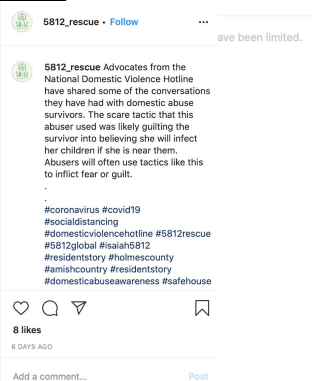 5812_rescue • Follow
ave been limited.
5812_rescue Advocates from the
National Domestic Violence Hotline
have shared some of the conversations
they have had with domestic abuse
survivors. The scare tactic that this
abuser used was likely guilting the
survivor into believing she will infect
her children if she is near them.
Abusers will often use tactics like this
to inflict fear or guilt.
.
.
#coronavirus #covid19
#socialdistancing
#domesticviolencehotline #5812rescue
#5812global #isaiah5812
#residentstory #holmescounty
#amishcountry #residentstory
#domesticabuseawareness #safehouse
8 likes
6 DAYS AGO
Add a comment...
Post